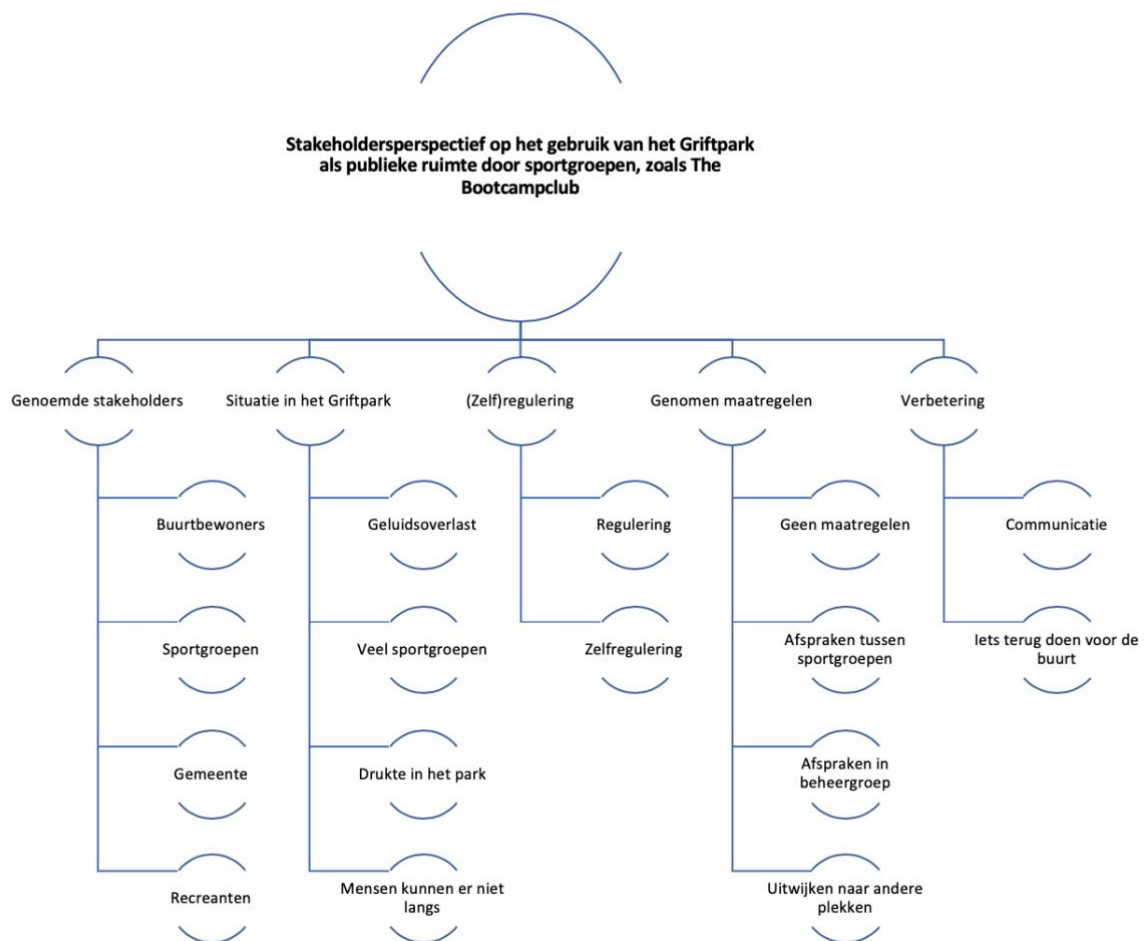 Stakeholdersperspectief op het gebruik van het Griftpark
als publieke ruimte door sportgroepen, zoals The
Bootcampclub
Genoemde stakeholders
Buurtbewoners
Sportgroepen
Gemeente
Recreanten
Situatie in het Griftpark
Geluidsoverlast
Veel sportgroepen
Drukte in het park
Mensen kunnen er niet
langs
(Zelf)regulering
Regulering
Zelfregulering
Genomen maatregelen
Geen maatregelen
Afspraken tussen
sportgroepen
Afspraken in
beheergroep
Uitwijken naar andere
plekken
Verbetering
Communicatie
Iets terug doen voor de
buurt